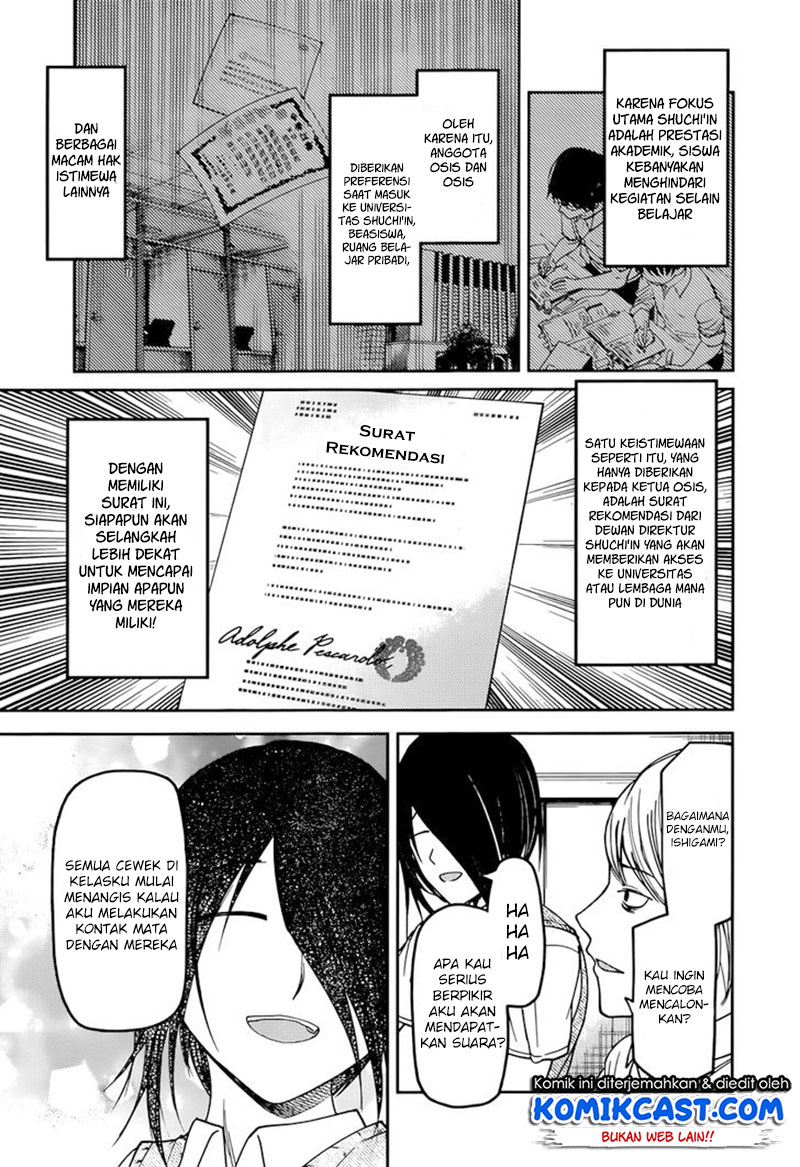 KARENA FOKUS
UTAMA SHUCHI'IN
ADALAH PRESTASI
AKADEMIK, SISWA
KEBANYAKAN
MENGHINDARI
KEGIATAN SELAIN
BELAJAR
OLEH
KARENA ITU,
ANGGOTA
OSIS DAN
OSIS
DIBERIKAN
PREFERENSI
SAAT MASUK
KE UNIVERSI-
TAS SHUCHI'IN,
BEASISWA,
RUANG BELA-
JAR PRIBADI,
DAN
BERBAGAI
MACAM HAK
ISTIMEWA
LAINNYA
SATU KEISTIMEWAAN
SEPERTI ITU, YANG
HANYA DIBERIKAN
KEPADA KETUA OSIS,
ADALAH SURAT
REKOMENDASI DARI
DEWAN DIREKTUR
SHUCHI'IN YANG AKAN
MEMBERIKAN AKSES
KE UNIVERSITAS
ATAU LEMBAGA MANA
PUN DI DUNIA
SURAT
REKOMENDASI
Adolphe Pescarolo
DENGAN
MEMILIKI
SURAT INI,
SIAPAPUN AKAN
SELANGKAH
LEBIH DEKAT
UNTUK MENCAPAI
IMPIAN APAPUN
YANG MEREKA
MILIKI!
BAGAIMANA
DENGANMU,
ISHIGAMI?
KAU INGIN
MENCOBA
MENCALON-
KAN?
HA
HA
HA
APA KAU
SERIUS
BERPIKIR
AKU AKAN
MENDAPAT-
KAN SUARA?
SEMUA CEWEK DI
KELASKU MULAI
MENANGIS KALAU
AKU MELAKUKAN
KONTAK MATA
DENGAN MEREKA
Komik ini diterjemahkan & diedit oleh
KOMIKCAST.COM
BUKAN WEB LAIN!!